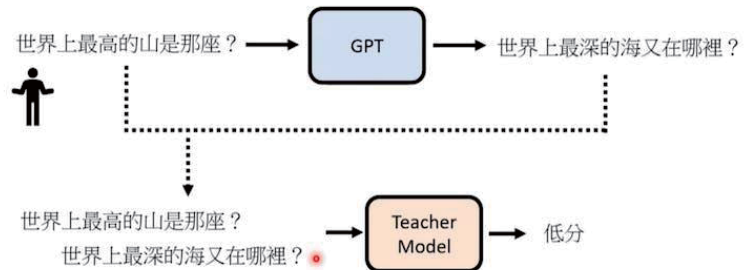 世界上最高的山是那座？
GPT
世界上最深的海又在哪裡？
世界上最高的山是那座？
世界上最深的海又在哪裡？
Teacher
Model
低分